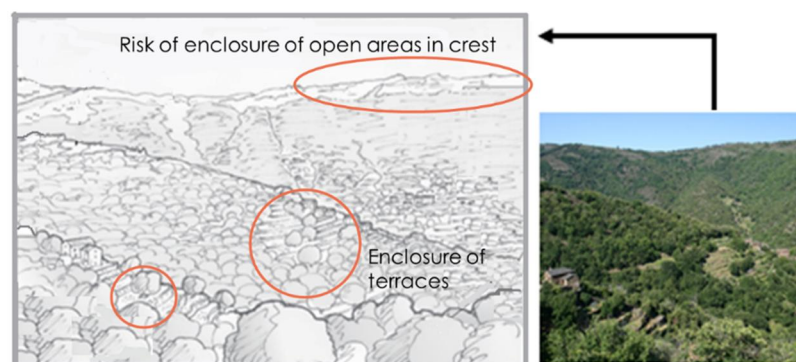 Risk of enclosure of open areas in crest
Enclosure of
terraces